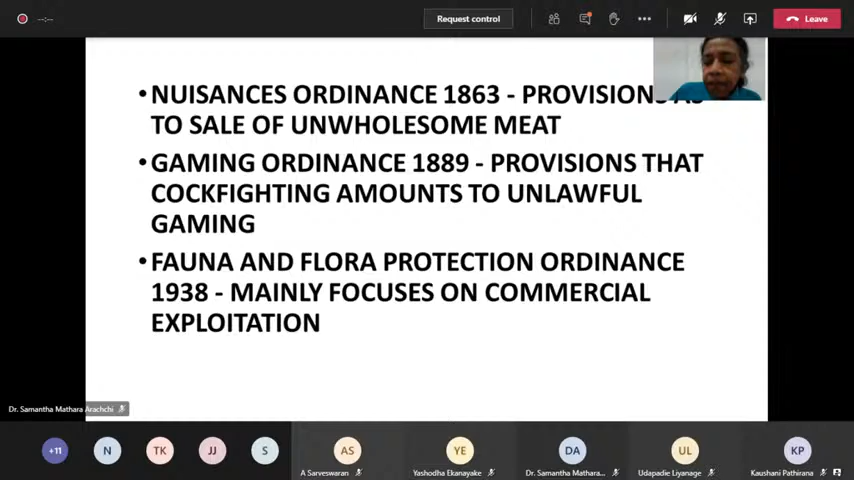 --:--
Request control
Leave
•NUISANCES ORDINANCE 1863 - PROVISIONS AS
TO SALE OF UNWHOLESOME MEAT
•GAMING ORDINANCE 1889 - PROVISIONS THAT
COCKFIGHTING AMOUNTS TO UNLAWFUL
GAMING
•FAUNA AND FLORA PROTECTION ORDINANCE
1938 - MAINLY FOCUSES ON COMMERCIAL
EXPLOITATION
Dr. Samantha Mathara Arachchi
+11
N
TK
JJ
S
AS
YE
DA
UL
KP
A Sarveswaran
Yashodha Ekanayake
Dr. Samantha Mathara...
Udapadie Liyanage
Kaushani Pathirana